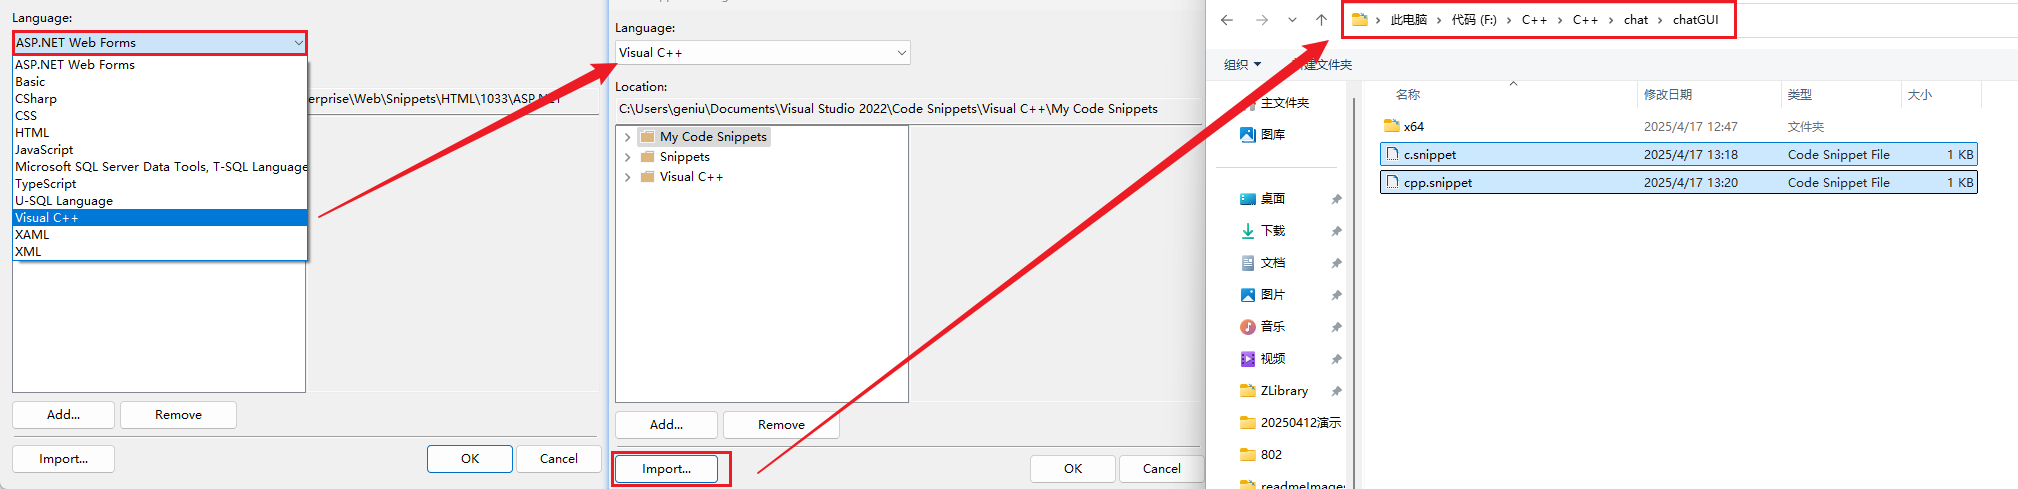 Language:
ASP.NET Web Forms
ASP.NET Web Forms
Basic
CSharp
CSS
HTML
JavaScript
Microsoft SQL Server Data Tools, T-SQL Language
TypeScript
U-SQL Language
Visual C++
XAML
XML
erprise\Web\Snippets\HTML\1033\ASP.NET
Add...
Remove
Import...
OK
Cancel
Language:
Visual C++
Location:
C:\Users\geniu\Documents\Visual Studio 2022\Code Snippets\Visual C++\My Code Snippets
My Code Snippets
Snippets
Visual C++
Add...
Remove
Import...
OK
Cancel
此电脑 > 代码 (F:) > C++ > C++ > chat > chatGUI
组织 建文件夹
主文件夹
图库
桌面
下载
文档
图片
音乐
视频
ZLibrary
20250412演示
802
readmeImages
名称 修改日期 类型 大小
x64 2025/4/17 12:47 文件夹
c.snippet 2025/4/17 13:18 Code Snippet File 1 KB
cpp.snippet 2025/4/17 13:20 Code Snippet File 1 KB